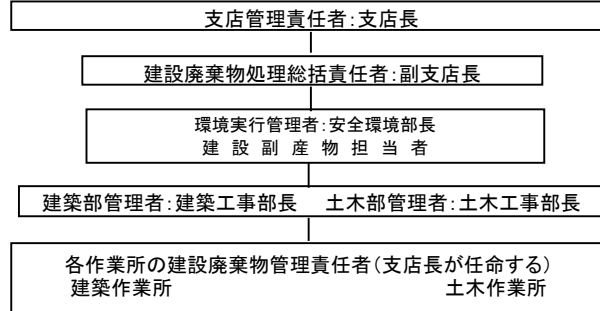 支店管理責任者:支店長
建設廃棄物処理総括責任者:副支店長
環境実行管理者:安全環境部長
建設副産物担当者
建築部管理者:建築工事部長 土木部管理者:土木工事部長
各作業所の建設廃棄物管理責任者(支店長が任命する)
建築作業所 土木作業所